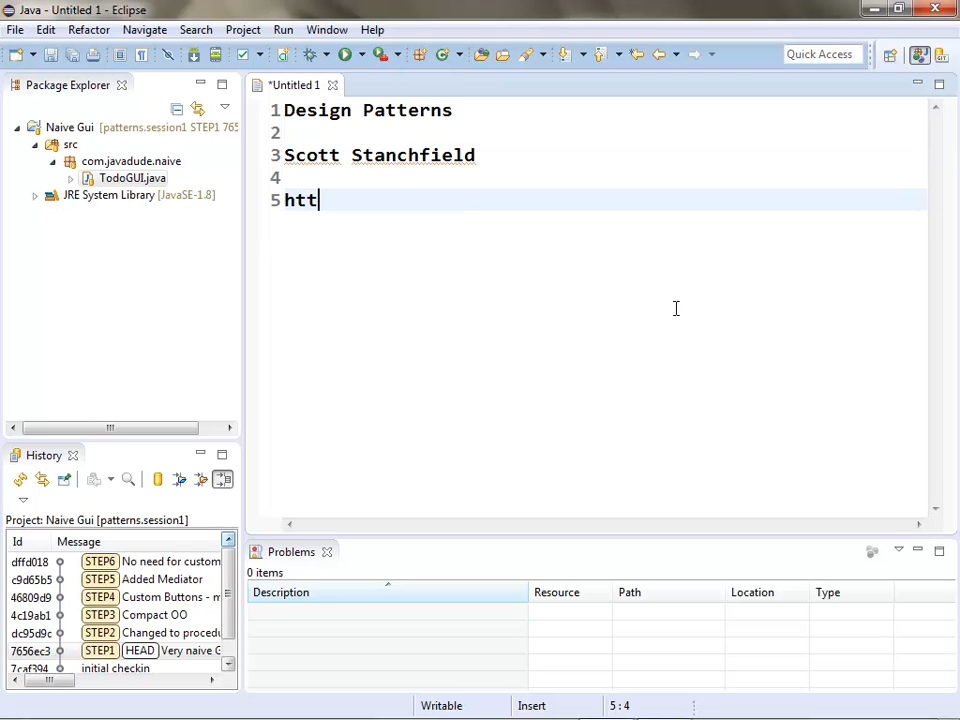 Java - Untitled 1 - Eclipse
File Edit Refactor Navigate Search Project Run Window Help
Quick Access
Package Explorer
*Untitled 1
Naive Gui [patterns.session1 STEP1 765
src
com.javadude.naive
TodoGUI.java
JRE System Library [JavaSE-1.8]
1 Design Patterns
2
3 Scott Stanchfield
4
5 htt
History
Project: Naive Gui [patterns.session1]
Id Message
dffd018 STEP6 No need for custom
c9d65b5 STEP5 Added Mediator
46809d9 STEP4 Custom Buttons - m
4c19ab1 STEP3 Compact OO
dc95d9c STEP2 Changed to procedu
7656ec3 STEP1 HEAD Very naive G
7caf394 initial checkin
Problems
0 items
Description Resource Path Location Type
Writable Insert 5 : 4